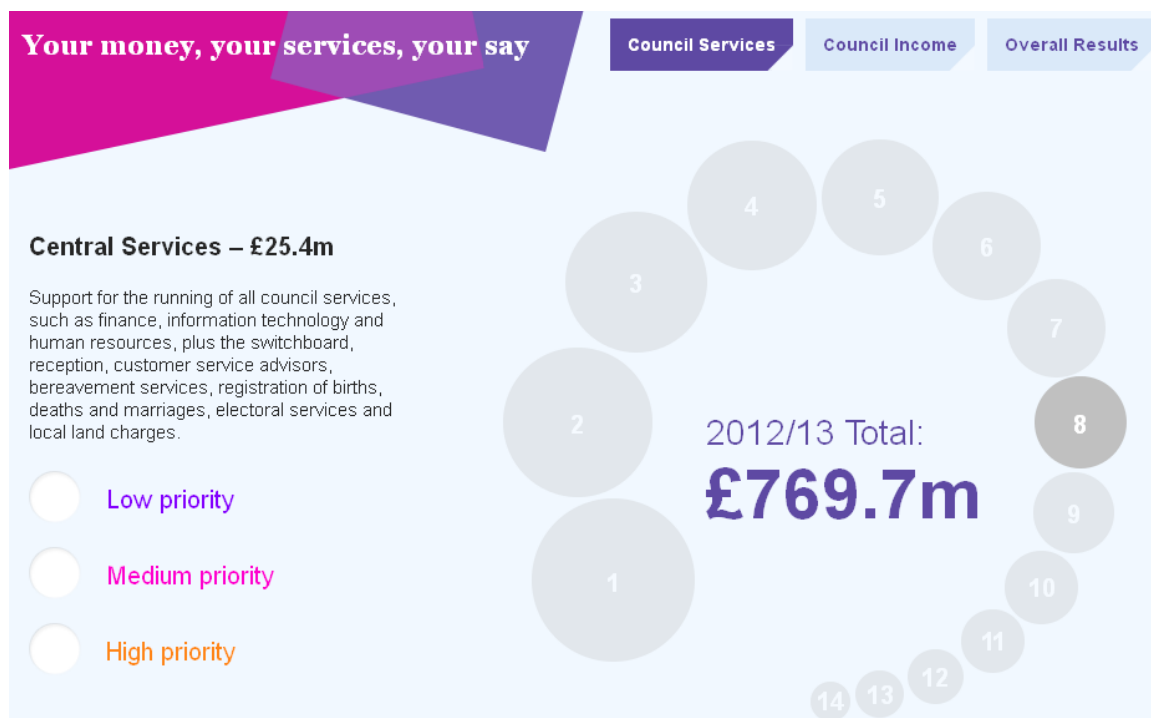 Your money, your services, your say
Council Services
Council Income
Overall Results
Central Services – £25.4m
Support for the running of all council services,
such as finance, information technology and
human resources, plus the switchboard,
reception, customer service advisors,
bereavement services, registration of births,
deaths and marriages, electoral services and
local land charges.
Low priority
Medium priority
High priority
1
2
3
4
5
6
7
8
9
10
11
12
13
14
2012/13 Total:
£769.7m